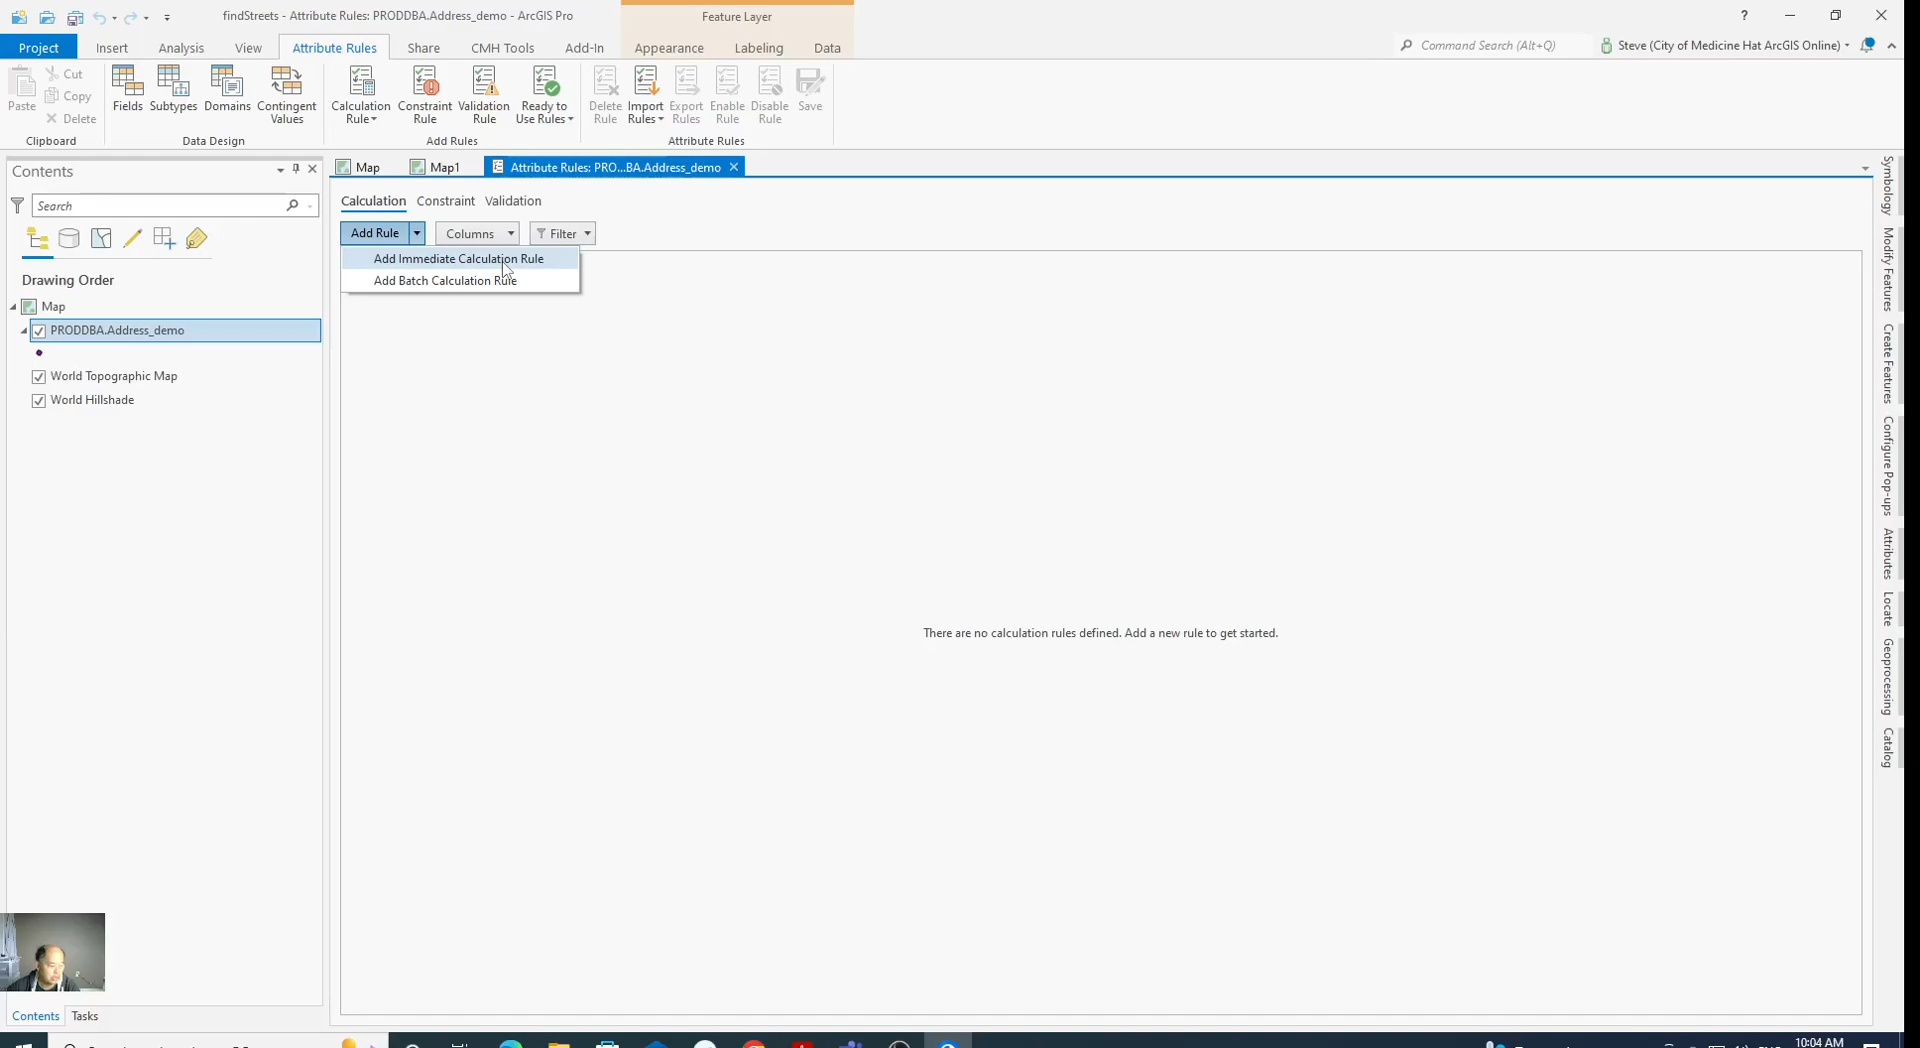 findStreets - Attribute Rules: PRODDBA.Address_demo - ArcGIS Pro
Feature Layer
?
Project Insert Analysis View Attribute Rules Share CMH Tools Add-In Appearance Labeling Data
Command Search (Alt+Q)
Steve (City of Medicine Hat ArcGIS Online)
Paste
Cut
Copy
Delete
Clipboard
Fields
Subtypes
Domains
Contingent
Values
Data Design
Calculation
Rule
Constraint
Rule
Validation
Rule
Ready to
Use Rules
Add Rules
Delete
Rule
Import
Rules
Export
Rules
Enable
Rule
Disable
Rule
Save
Attribute Rules
Contents
Search
Drawing Order
Map
PRODDBA.Address_demo
World Topographic Map
World Hillshade
Contents Tasks
Map
Map1
Attribute Rules: PRO...BA.Address_demo
Calculation Constraint Validation
Add Rule
Columns
Filter
Add Immediate Calculation Rule
Add Batch Calculation Rule
There are no calculation rules defined. Add a new rule to get started.
Symbology
Modify Features
Create Features
Configure Pop-ups
Attributes
Locate
Geoprocessing
Catalog
10:04 AM